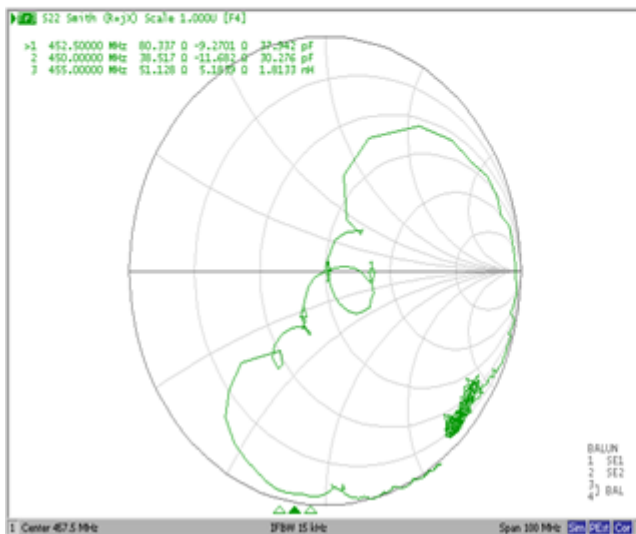 S22 Smith (R+jX) Scale 1.000U [F4]
>1 452.50000 MHz 80.337 Ω -9.2701 Ω 37.942 pF
2 450.00000 MHz 38.517 Ω -11.682 Ω 30.276 pF
3 455.00000 MHz 51.128 Ω 1.8133 nH
1 2 3
BALUN
1 SE1
2 SE2
3
4 BAL
1 Center 457.5 MHz IFBW 15 kHz Span 100 MHz Sim PExt Cor